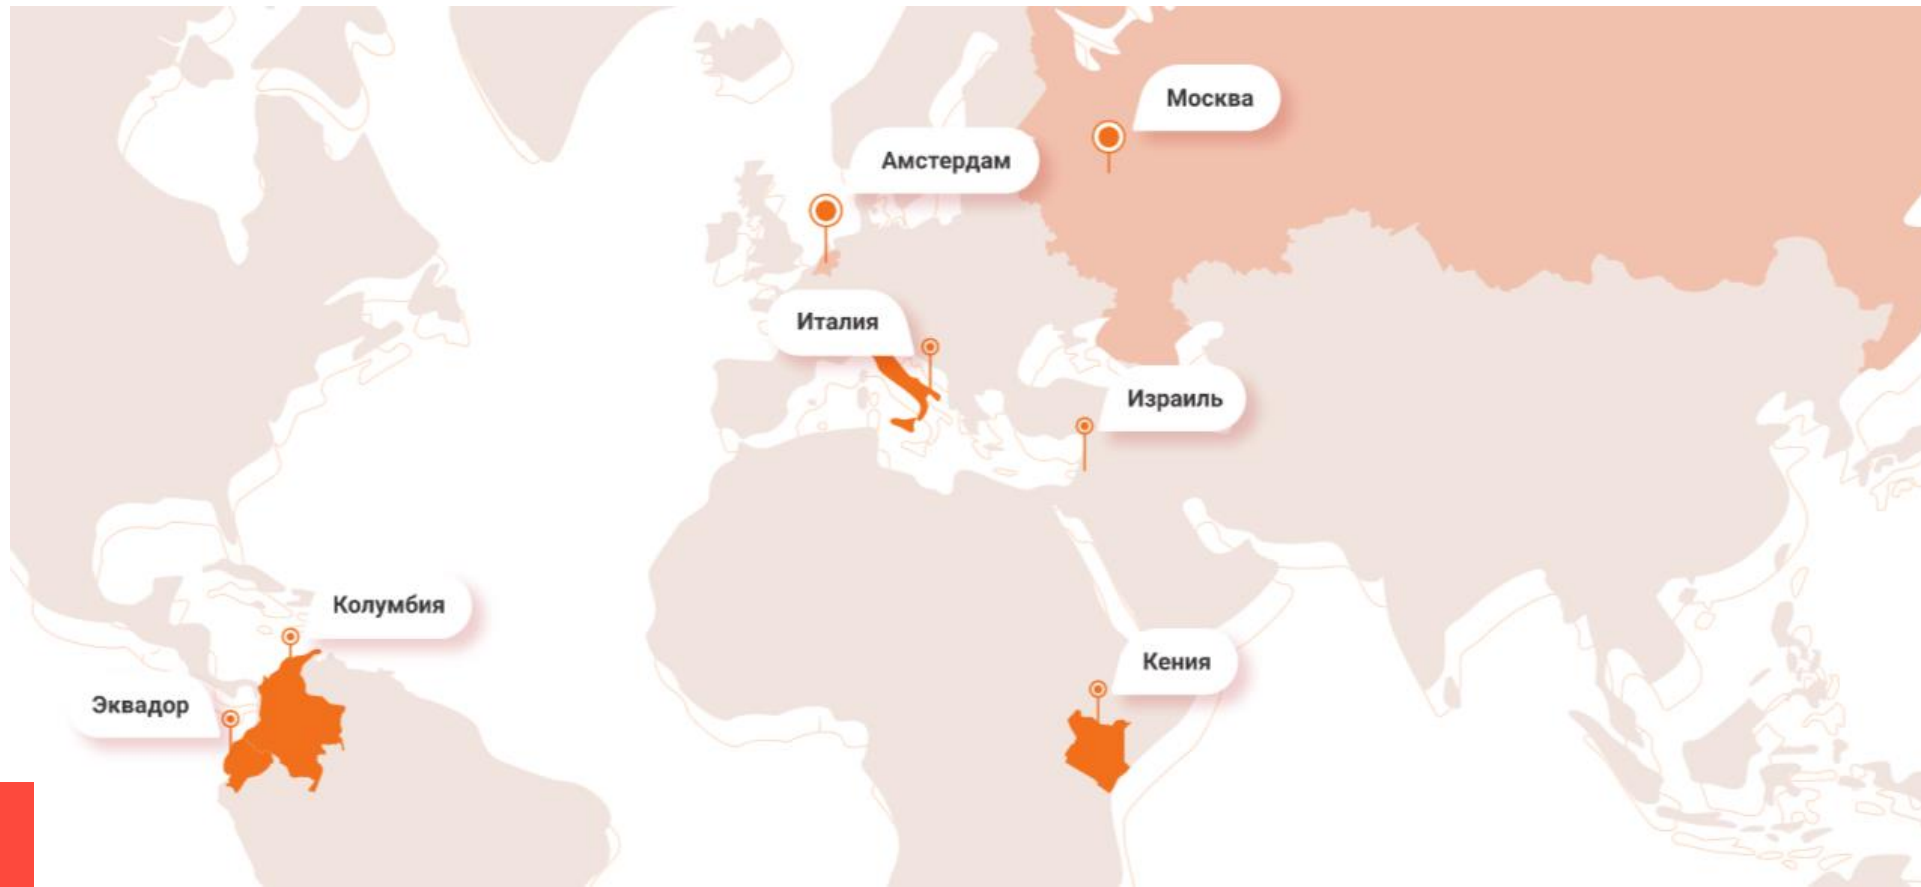 Москва
Амстердам
Италия
Израиль
Колумбия
Кения
Эквадор